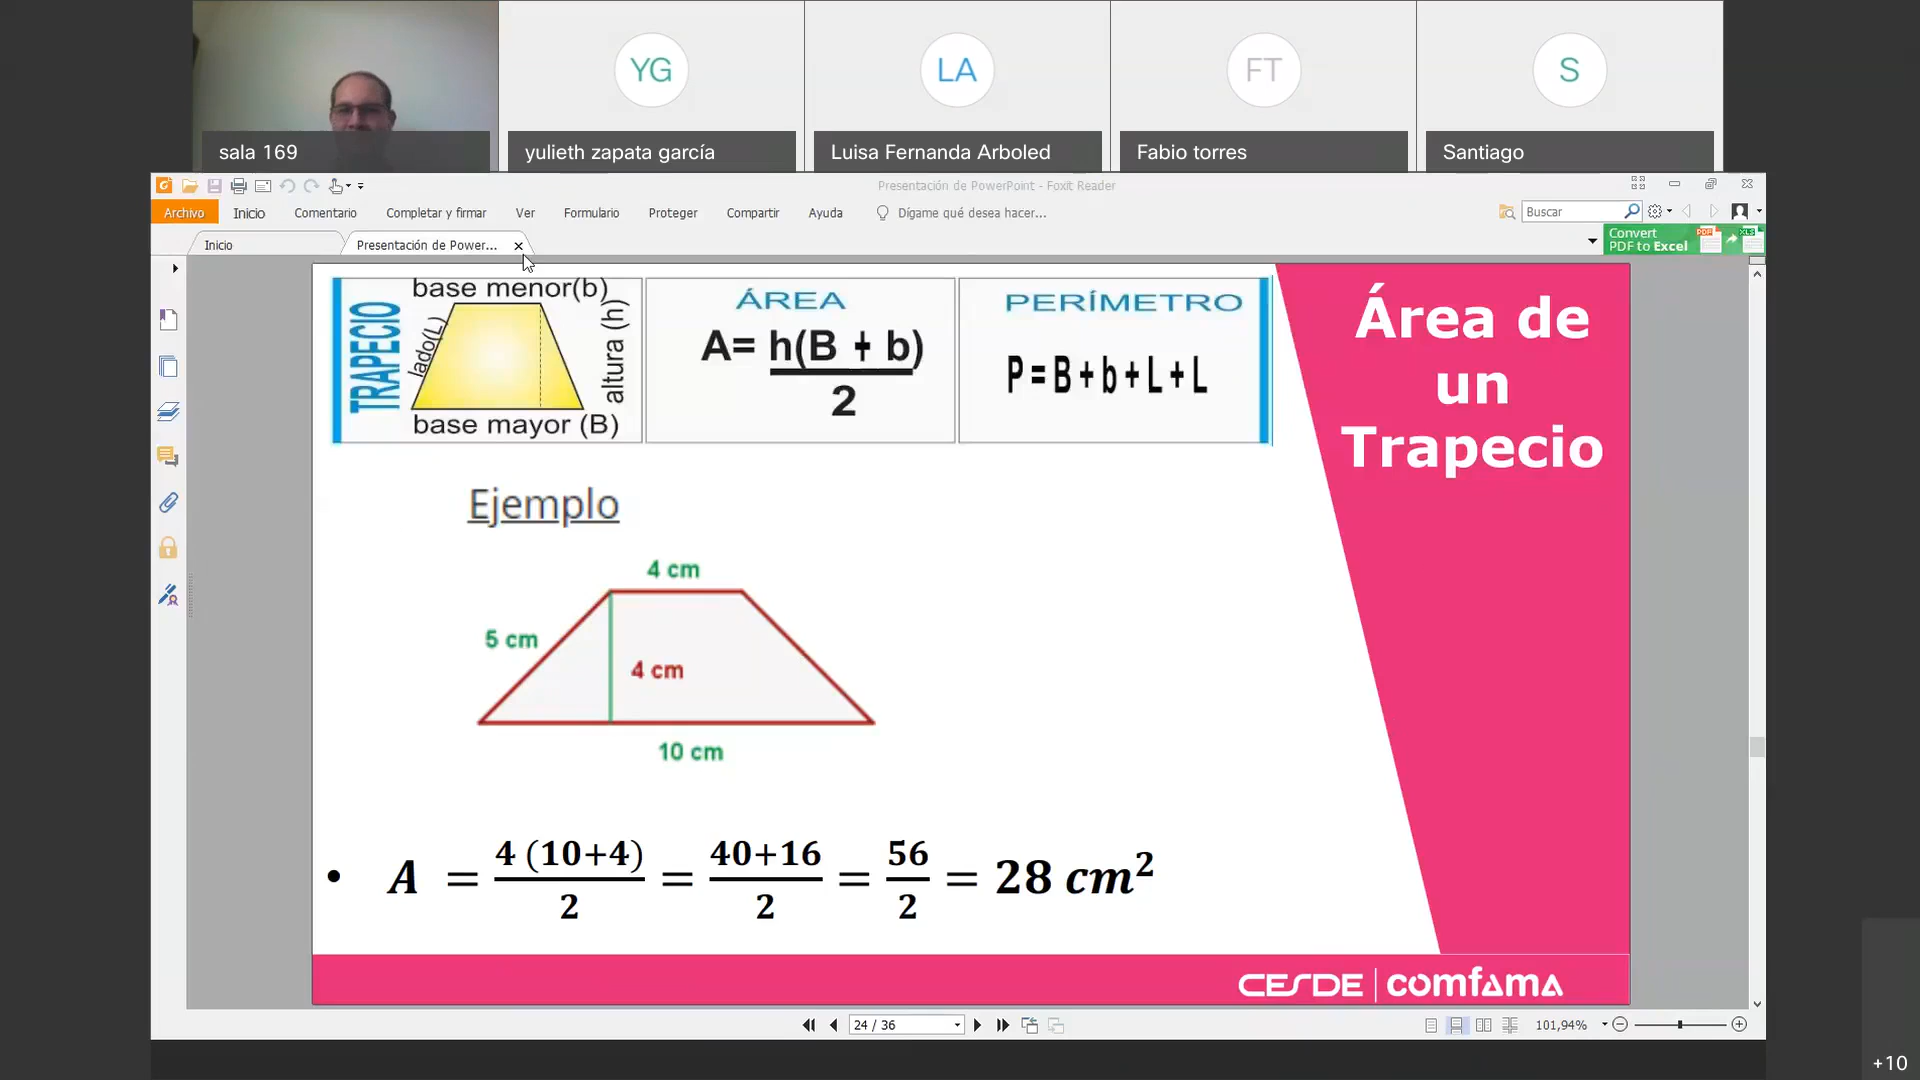 YG
LA
FT
S
sala 169
yulieth zapata garcía
Luisa Fernanda Arboled
Fabio torres
Santiago
Presentación de PowerPoint - Foxit Reader
Archivo Inicio Comentario Completar y firmar Ver Formulario Proteger Compartir Ayuda Dígame qué desea hacer... Buscar
Inicio
Presentación de Power...
Convert
PDF to Excel
TRAPECIO
base menor(b)
lado(L)
altura (h)
base mayor (B)
ÁREA
A= h(B + b)
2
PERÍMETRO
P=B+b+L+L
Área de
un
Trapecio
Ejemplo
4 cm
5 cm
4 cm
10 cm
• A = 4 (10+4)/2 = 40+16/2 = 56/2 = 28 cm²
CESDE | comfama
24 / 36
101,94%
+10